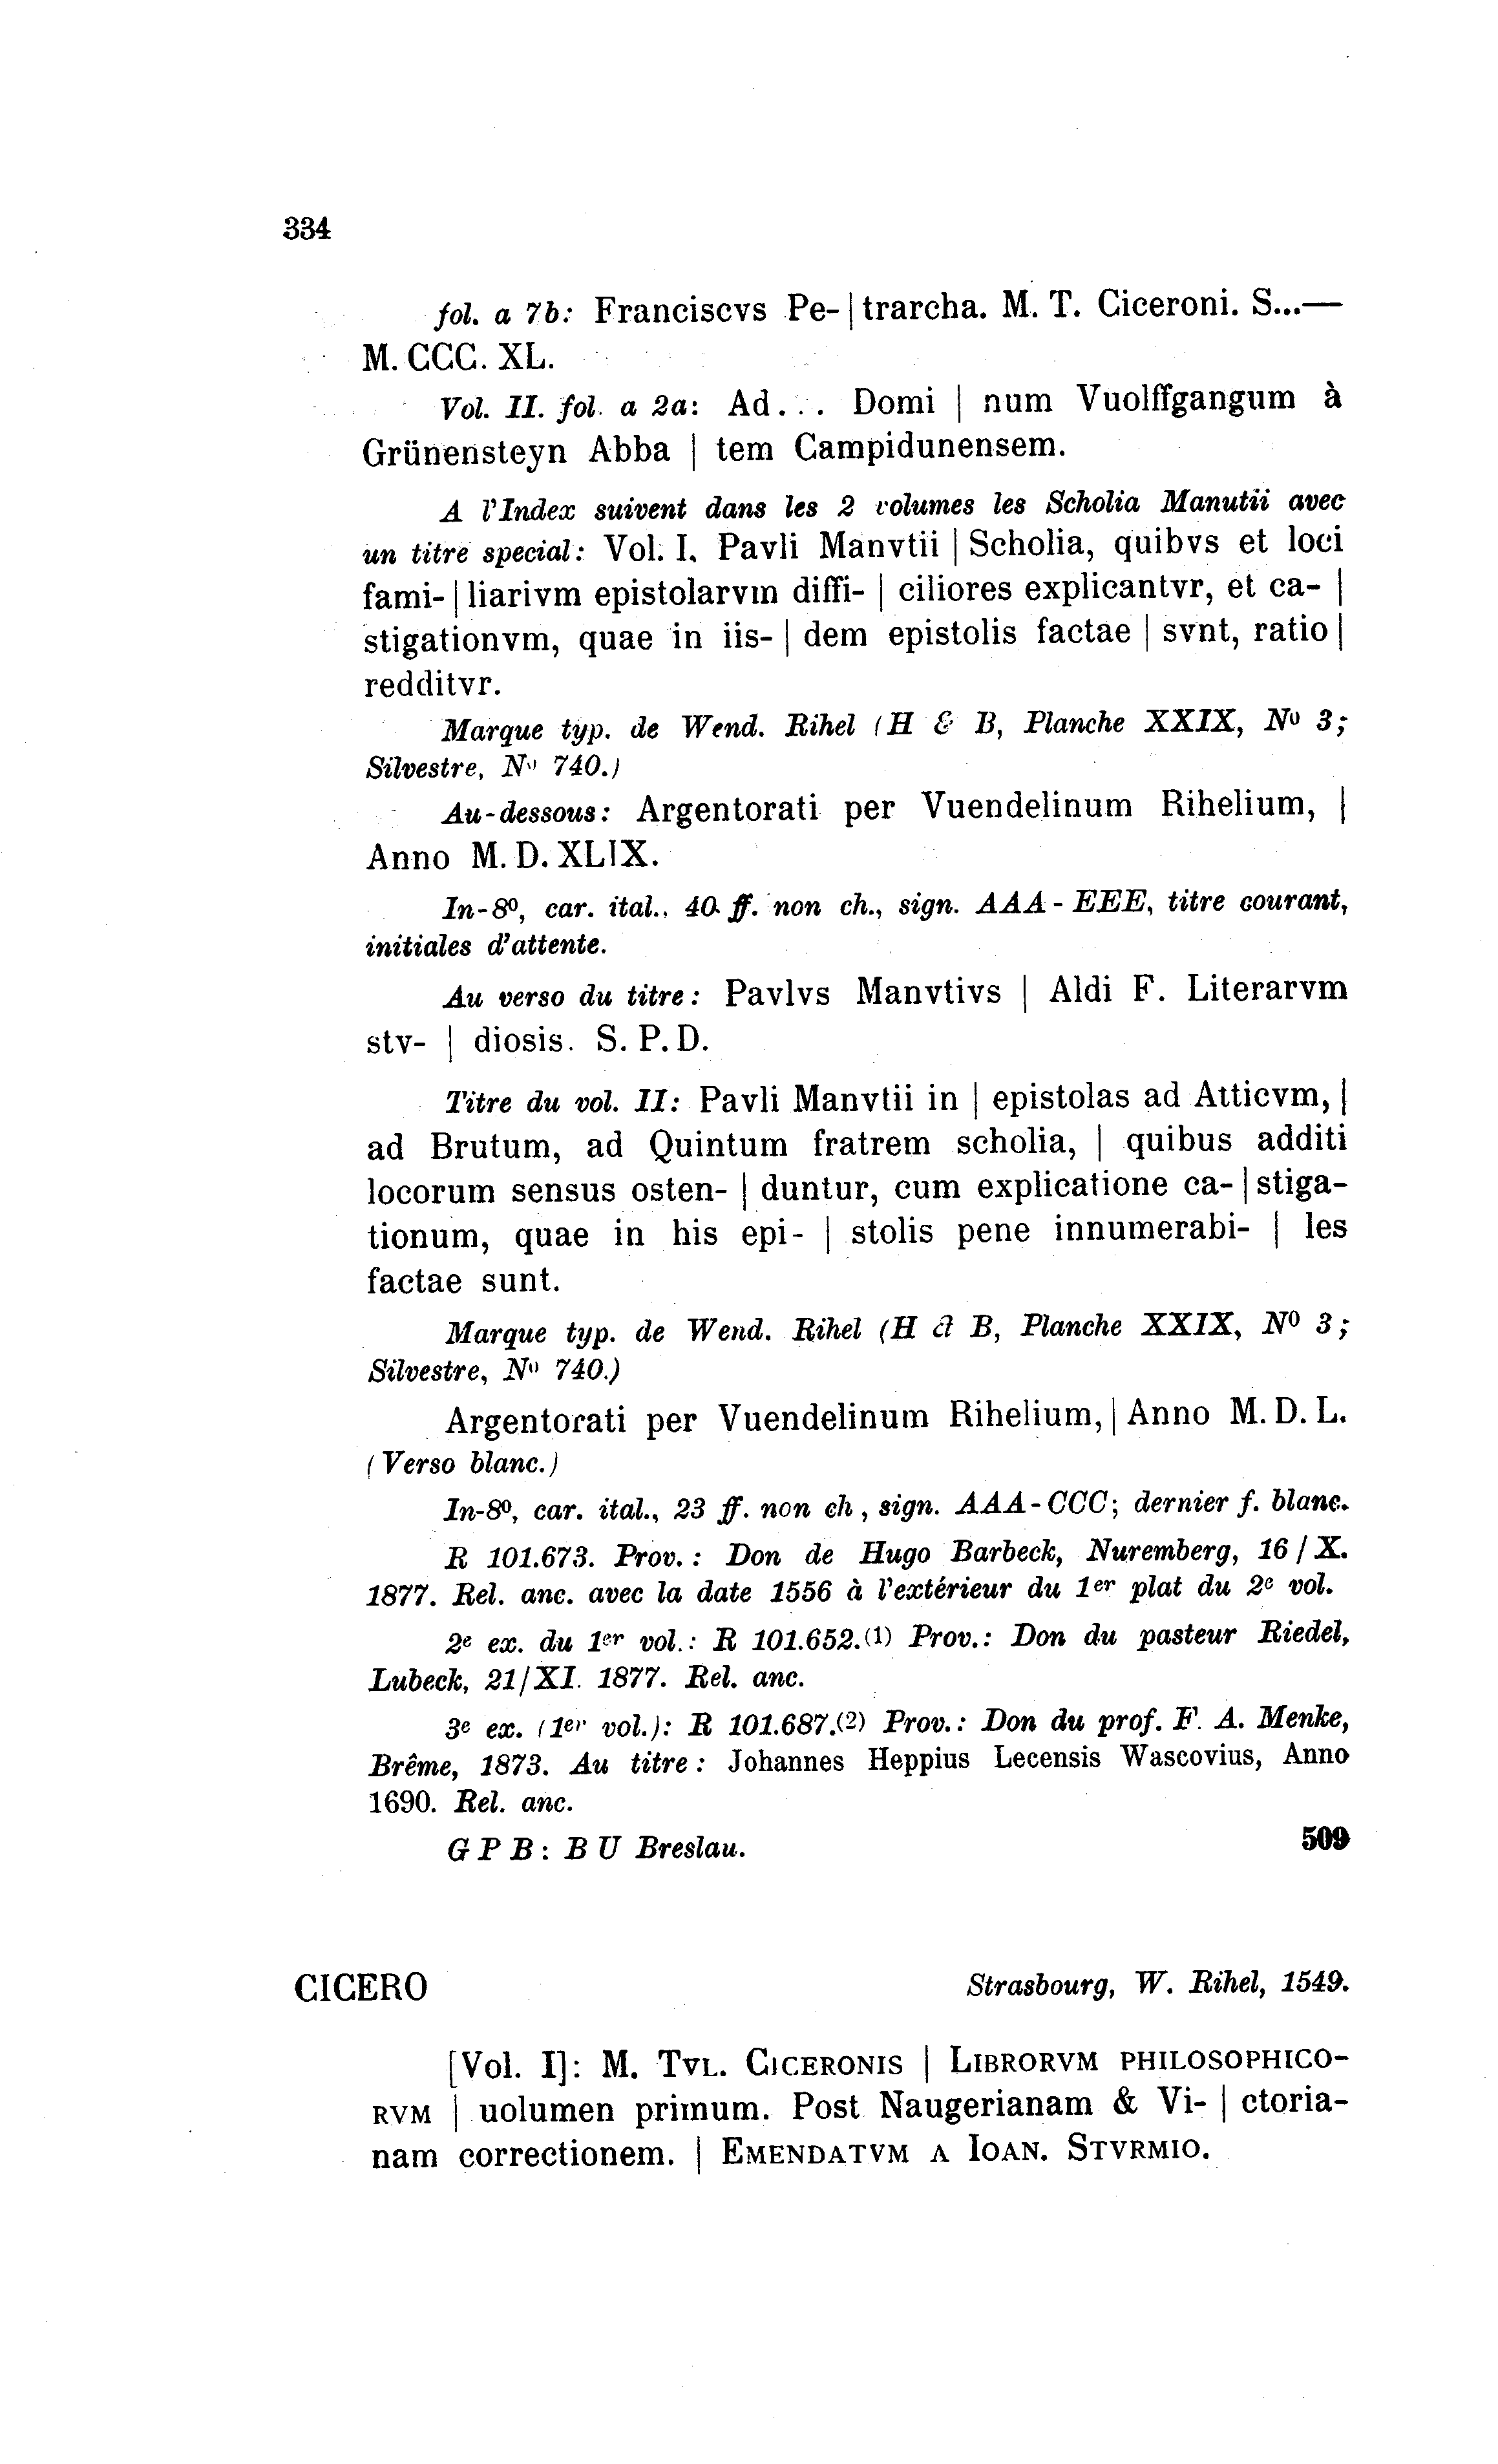 334
fol. a 7b: Franciscvs Pe- | trarcha. M. T. Ciceroni. S...—
M. CCC. XL.
Vol. II. fol. a 2a: Ad... Domi | num Vuolffgangum à
Grünensteyn Abba | tem Campidunensem.
A l'Index suivent dans les 2 volumes les Scholia Manutii avec
un titre special: Vol. I. Pavli Manvtii | Scholia, quibvs et loci
fami- | liarivm epistolarvm diffi- | ciliores explicantvr, et ca- |
stigationvm, quae in iis- | dem epistolis factae | svnt, ratio |
redditvr.
Marque typ. de Wend. Rihel (H & B, Planche XXIX, Nº 3;
Silvestre, Nº 740.)
Au-dessous: Argentorati per Vuendelinum Rihelium, |
Anno M. D. XLIX.
In-8º, car. ital., 40 ff. non ch., sign. AAA - EEE, titre courant,
initiales d'attente.
Au verso du titre: Pavlvs Manvtivs | Aldi F. Literarvm
stv- | diosis. S. P. D.
Titre du vol. II: Pavli Manvtii in | epistolas ad Atticvm, |
ad Brutum, ad Quintum fratrem scholia, | quibus additi
locorum sensus osten- | duntur, cum explicatione ca- | stiga-
tionum, quae in his epi- | stolis pene innumerabi- | les
factae sunt.
Marque typ. de Wend. Rihel (H & B, Planche XXIX, Nº 3;
Silvestre, Nº 740.)
Argentorati per Vuendelinum Rihelium, | Anno M. D. L.
(Verso blanc.)
In-8º, car. ital., 23 ff. non ch, sign. AAA - CCC; dernier f. blanc.
R 101.673. Prov.: Don de Hugo Barbeck, Nuremberg, 16 / X.
1877. Rel. anc. avec la date 1556 à l'extérieur du 1er plat du 2e vol.
2e ex. du 1er vol.: R 101.652.(1) Prov.: Don du pasteur Riedel,
Lubeck, 21/XI. 1877. Rel. anc.
3e ex. (1er vol.): R 101.687.(2) Prov.: Don du prof. F. A. Menke,
Brême, 1873. Au titre: Johannes Heppius Lecensis Wascovius, Anno
1690. Rel. anc.
G P B: B U Breslau. 509
CICERO Strasbourg, W. Rihel, 1549.
[Vol. I]: M. TVL. CICERONIS | LIBRORVM PHILOSOPHICO-
RVM | uolumen primum. Post Naugerianam & Vi- | ctoria-
nam correctionem. | EMENDATVM A IOAN. STVRMIO.